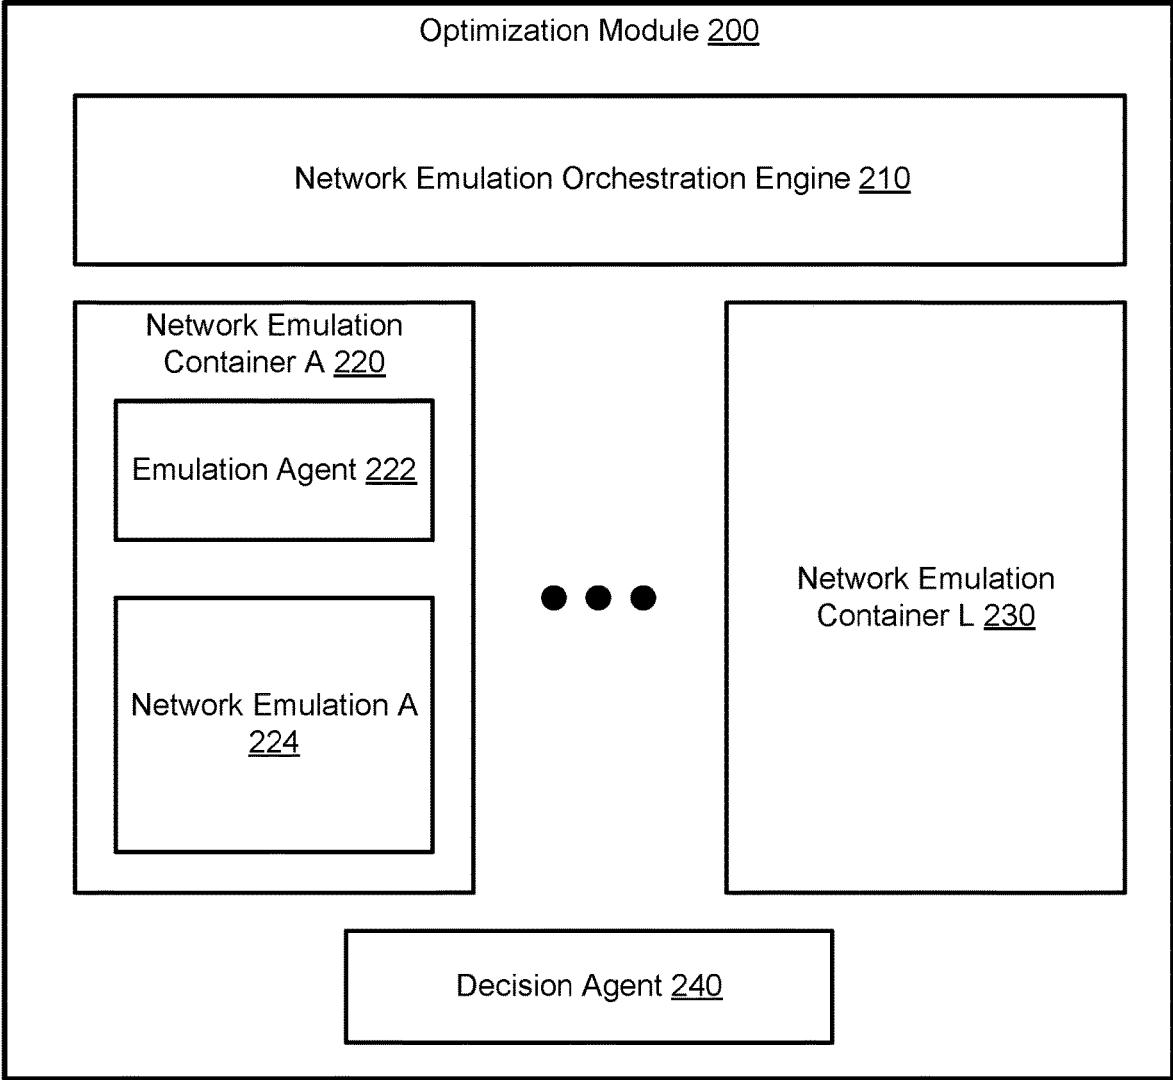 Optimization Module 200
Network Emulation Orchestration Engine 210
Network Emulation
Container A 220
Emulation Agent 222
Network Emulation A
224
Network Emulation
Container L 230
Decision Agent 240